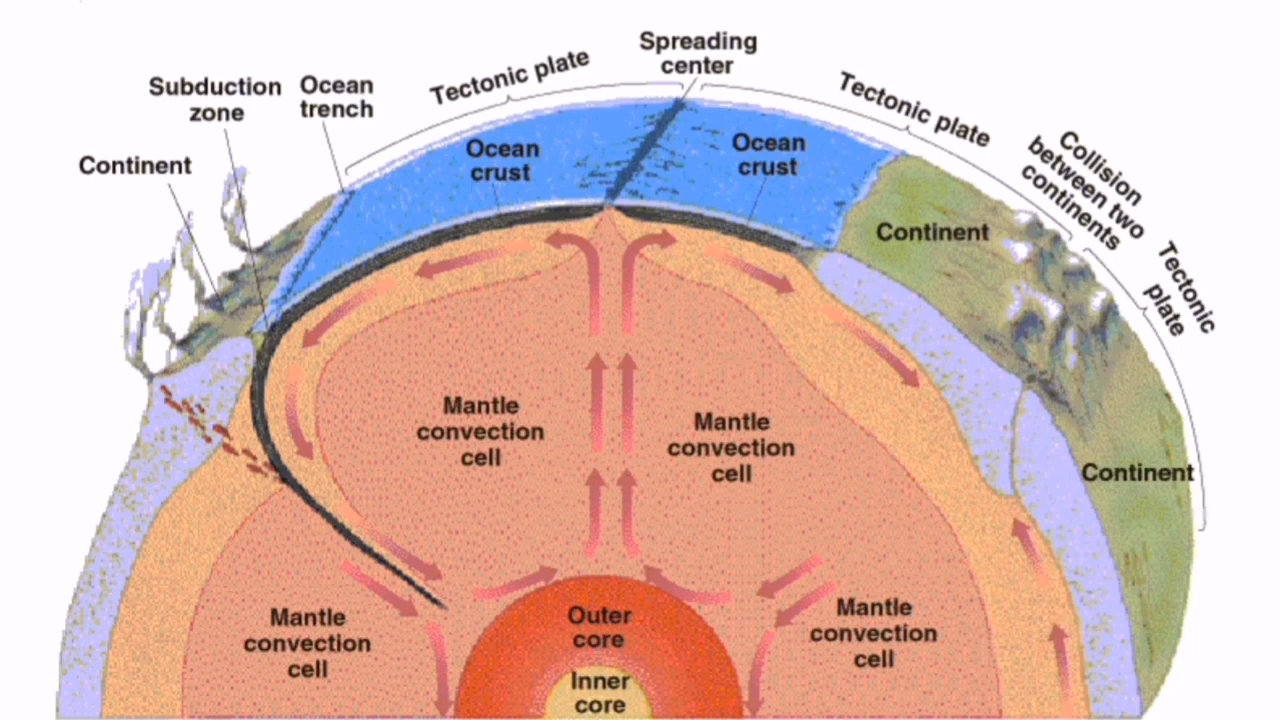 Spreading
center
Tectonic plate
Subduction
zone
Ocean
trench
Tectonic plate
Continent
Ocean
crust
Ocean
crust
Collision
between two
continents
Continent
Tectonic
plate
Mantle
convection
cell
Mantle
convection
cell
Continent
Mantle
convection
cell
Outer
core
Mantle
convection
cell
Inner
core